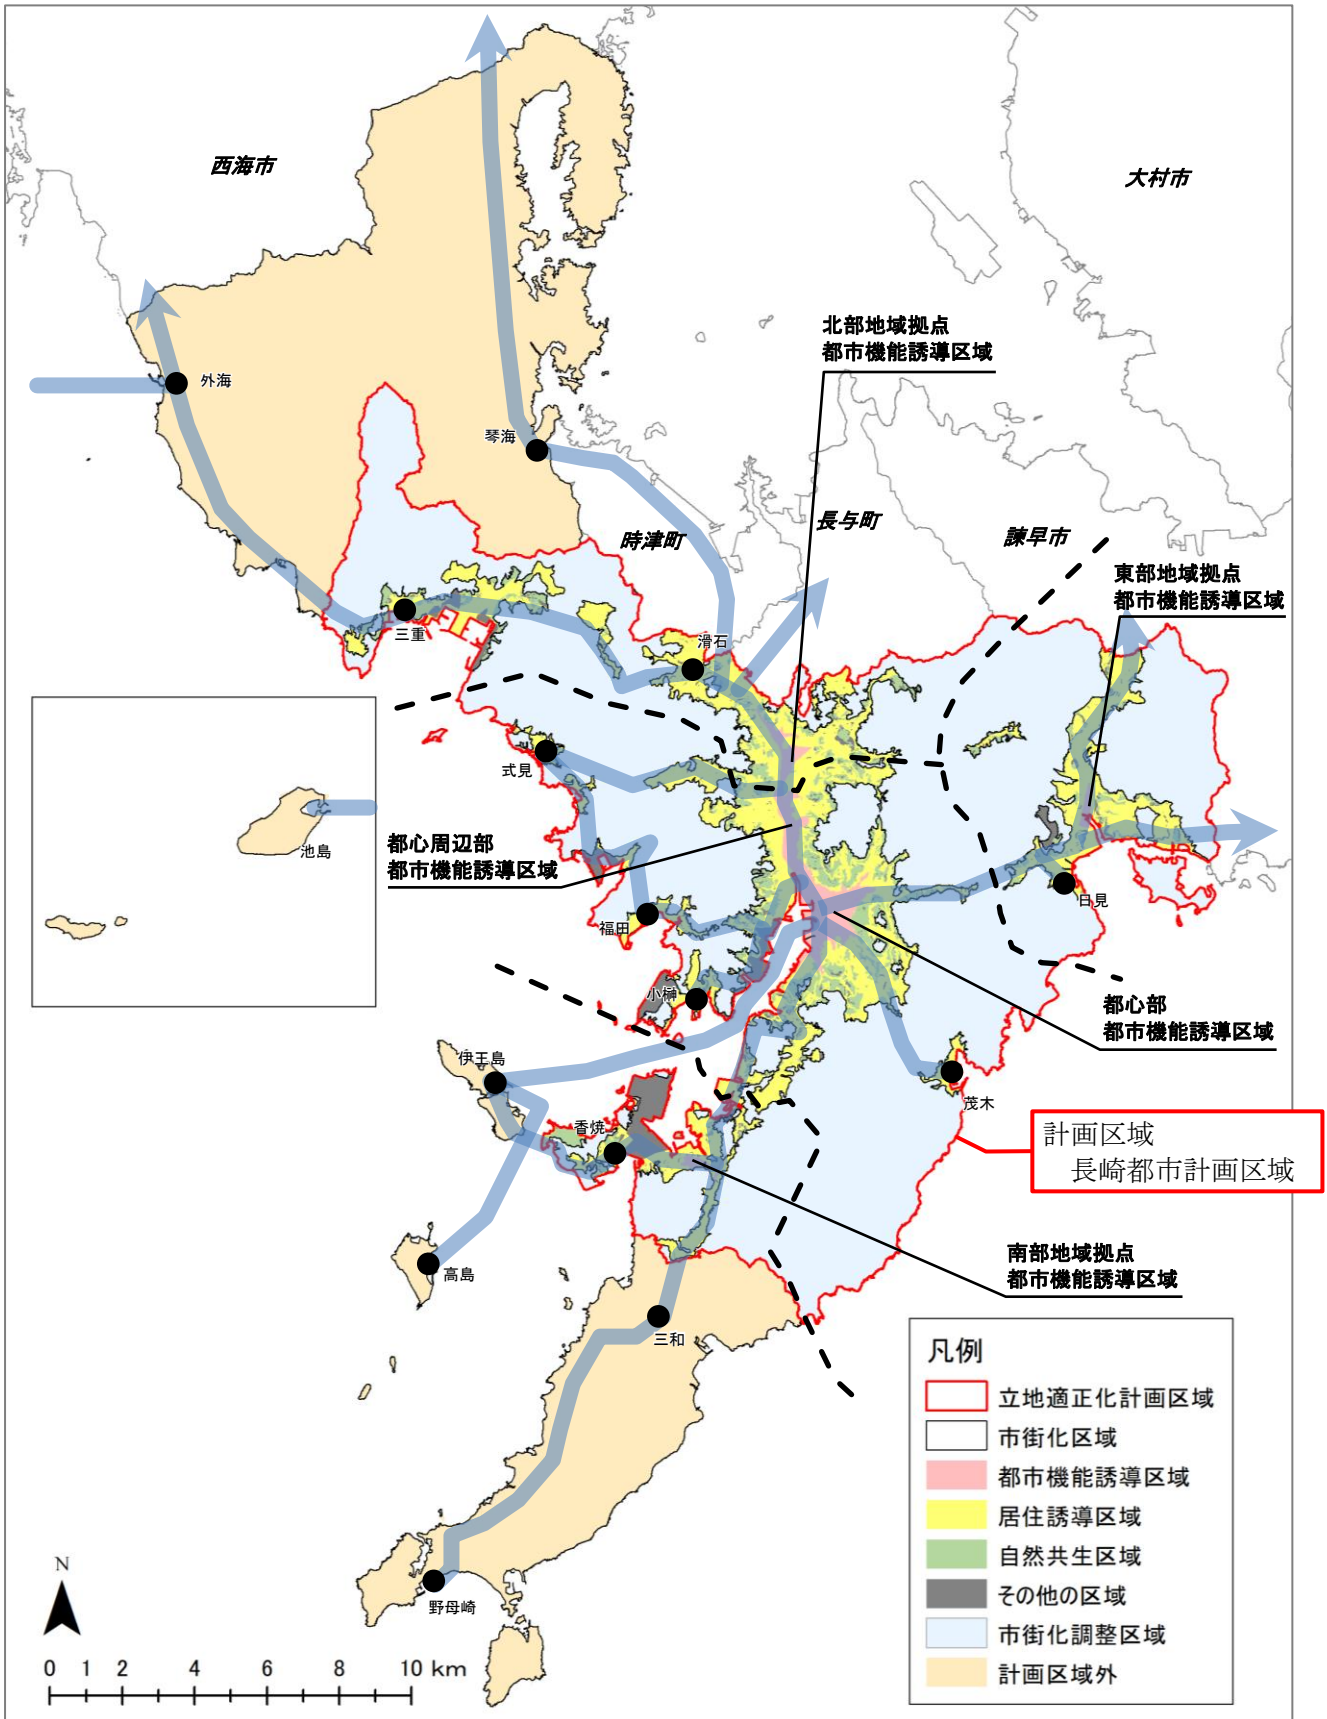 西海市
大村市
北部地域拠点
都市機能誘導区域
外海
琴海
時津町
長与町
諫早市
東部地域拠点
都市機能誘導区域
三重
滑石
式見
池島
都心周辺部
都市機能誘導区域
日見
福田
小榊
都心部
都市機能誘導区域
伊王島
茂木
香焼
計画区域
長崎都市計画区域
高島
南部地域拠点
都市機能誘導区域
三和
野母崎
凡例
立地適正化計画区域
市街化区域
都市機能誘導区域
居住誘導区域
自然共生区域
その他の区域
市街化調整区域
計画区域外
N
0 1 2 4 6 8 10 km